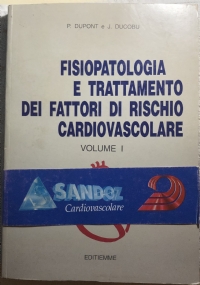 P. DUPONT e J. DUCOBU
FISIOPATOLOGIA
E TRATTAMENTO
DEI FATTORI DI RISCHIO
CARDIOVASCOLARE
VOLUME I
SANDOZ
Cardiovascolare
EDITIEMME